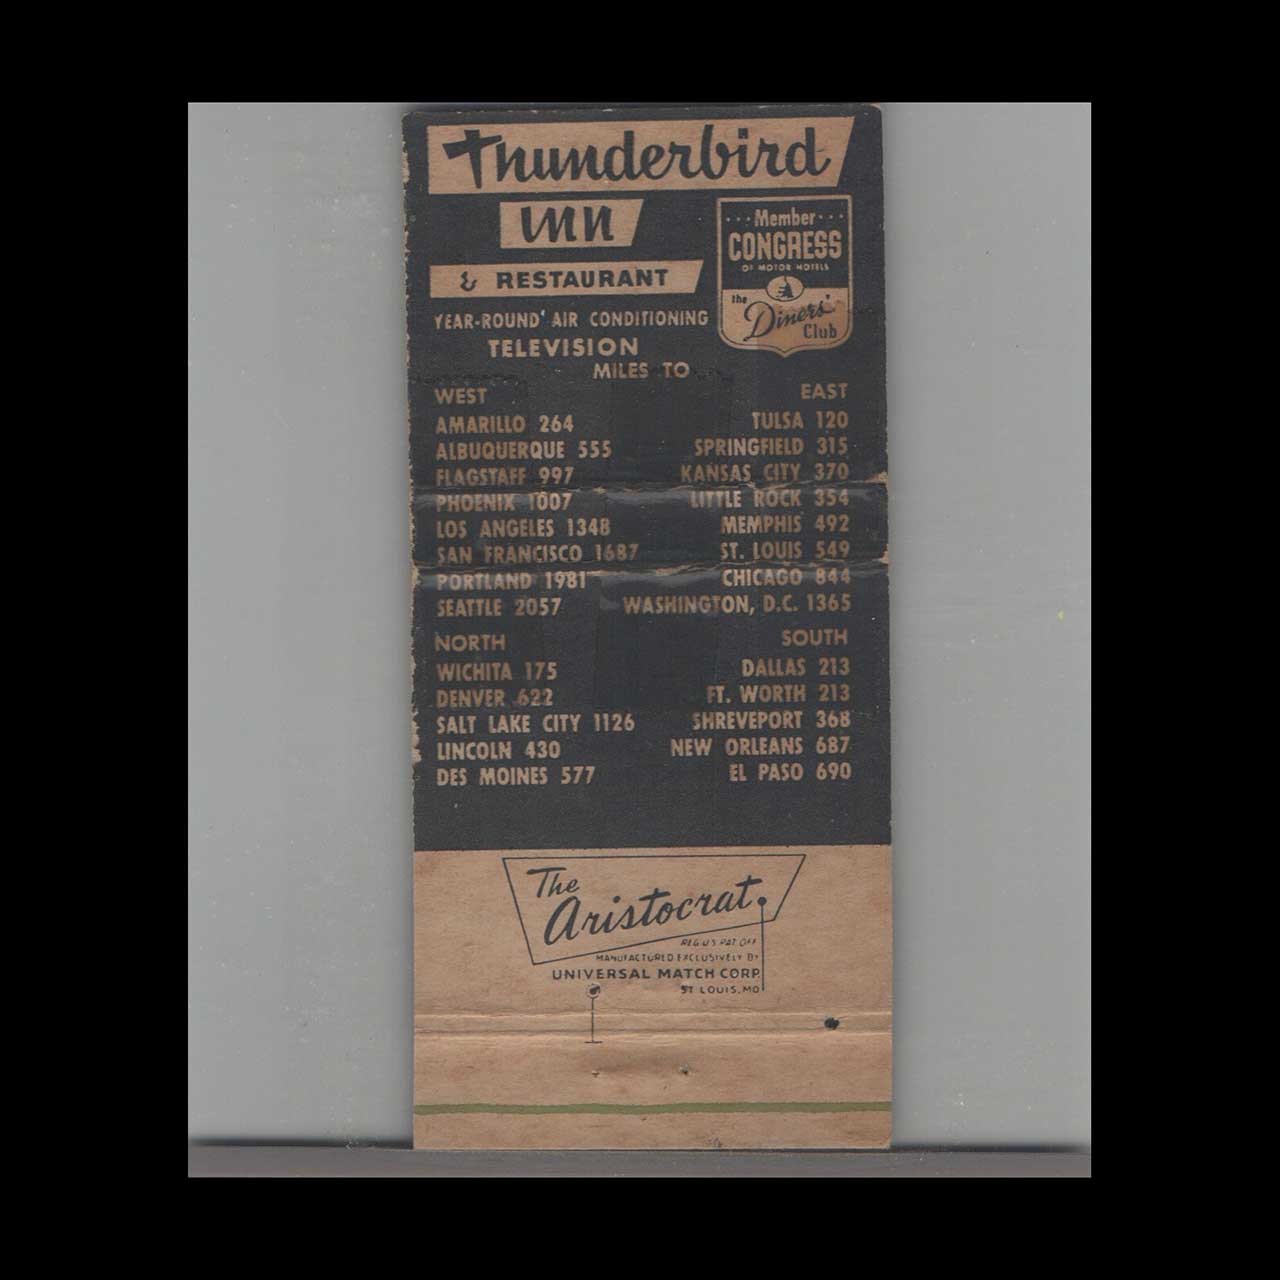 Thunderbird
INN
& RESTAURANT
YEAR-ROUND AIR CONDITIONING
TELEVISION
Member
CONGRESS
OF MOTOR HOTELS
the
Diners'
Club
MILES TO
WEST
AMARILLO 264
ALBUQUERQUE 555
FLAGSTAFF 997
PHOENIX 1007
LOS ANGELES 1348
SAN FRANCISCO 1687
PORTLAND 1981
SEATTLE 2057
EAST
TULSA 120
SPRINGFIELD 315
KANSAS CITY 370
LITTLE ROCK 354
MEMPHIS 492
ST. LOUIS 549
CHICAGO 844
WASHINGTON, D.C. 1365
NORTH
WICHITA 175
DENVER 622
SALT LAKE CITY 1126
LINCOLN 430
DES MOINES 577
SOUTH
DALLAS 213
FT. WORTH 213
SHREVEPORT 368
NEW ORLEANS 687
EL PASO 690
The
Aristocrat
REG. U.S. PAT. OFF
MANUFACTURED EXCLUSIVELY BY
UNIVERSAL MATCH CORP.
ST LOUIS, MO